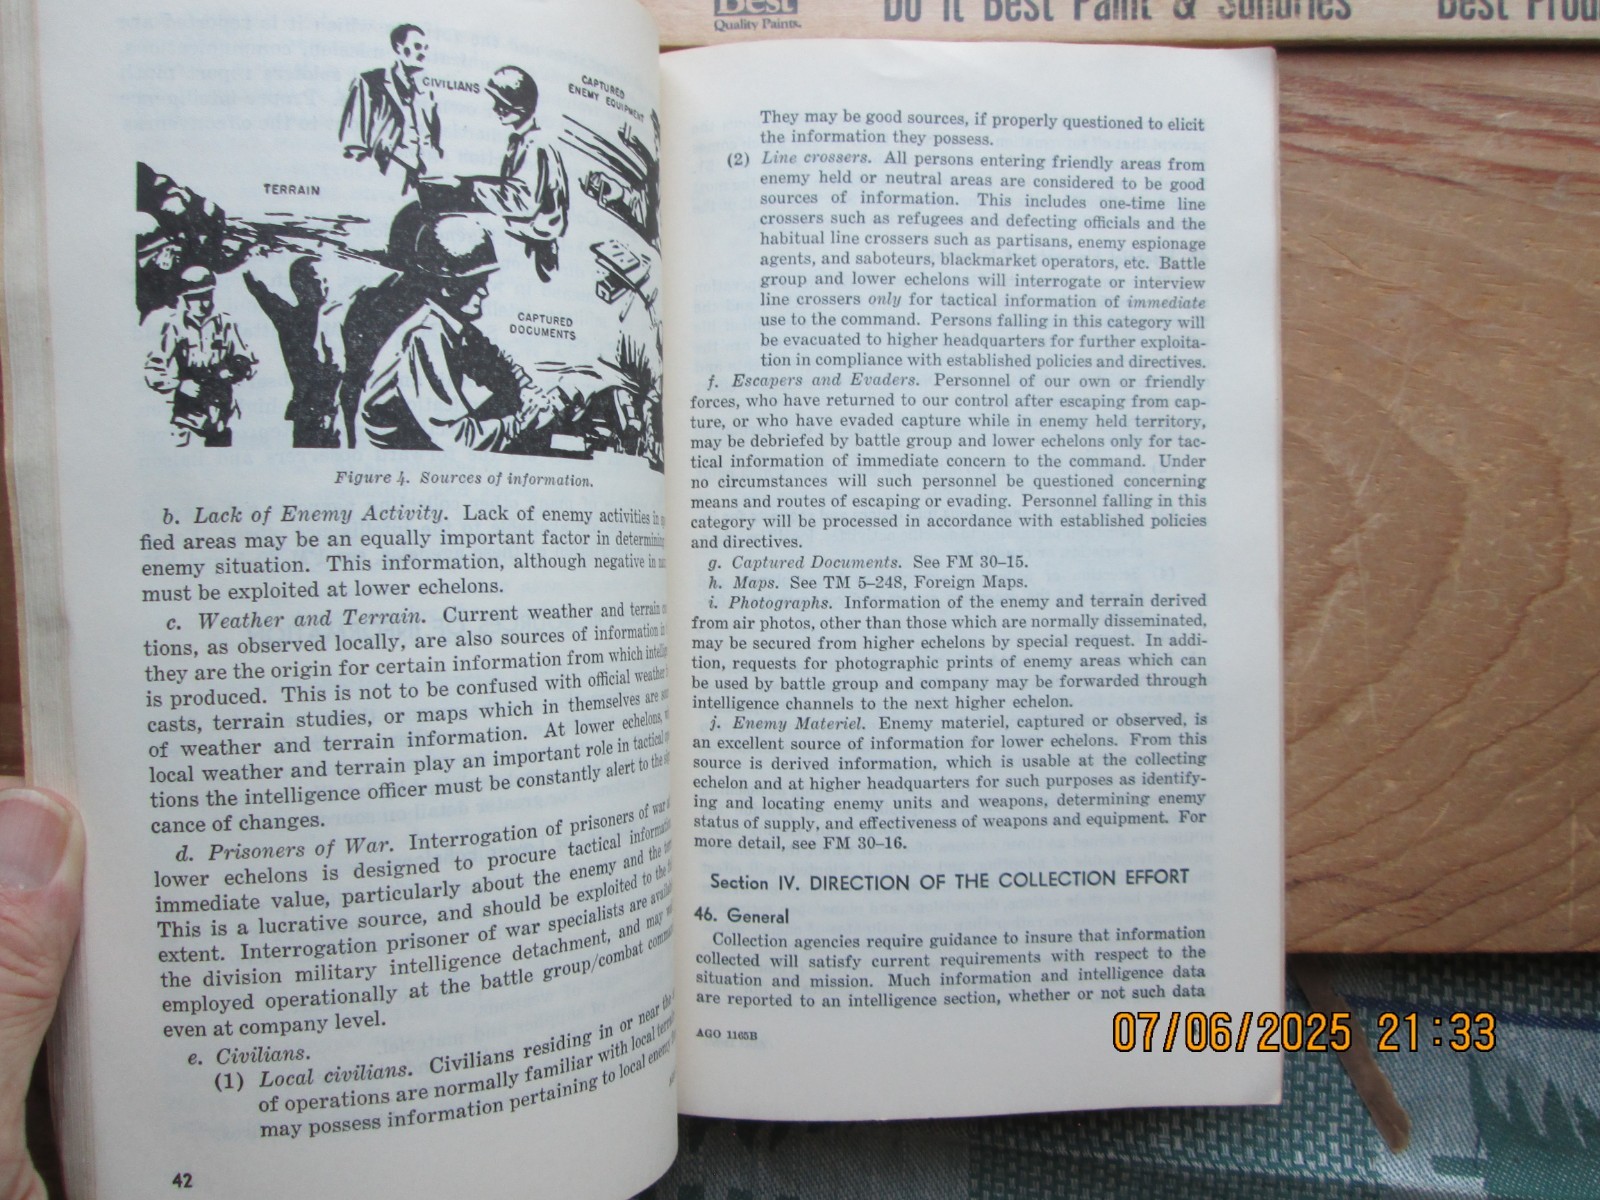 Best
Quality Paints.
Do it Best Paint & Sundries
Best
CIVILIANS
CAPTURED
ENEMY EQUIPMENT
TERRAIN
CAPTURED
DOCUMENTS
Figure 4. Sources of information.
b. Lack of Enemy Activity. Lack of enemy activities in
fied areas may be an equally important factor in determining
enemy situation. This information, although negative in
must be exploited at lower echelons.
c. Weather and Terrain. Current weather and terrain
tions, as observed locally, are also sources of information in
they are the origin for certain information from which
is produced. This is not to be confused with official weather
casts, terrain studies, or maps which in themselves are
of weather and terrain information. At lower echelons,
local weather and terrain play an important role in tactical
tions the intelligence officer must be constantly alert to the
cance of changes.
d. Prisoners of War. Interrogation of prisoners of war
lower echelons is designed to procure tactical information
immediate value, particularly about the enemy and the
This is a lucrative source, and should be exploited to the
extent. Interrogation prisoner of war specialists are
the division military intelligence detachment, and may
employed operationally at the battle group/combat
even at company level.
e. Civilians.
(1) Local civilians. Civilians residing in or near the
of operations are normally familiar with local
may possess information pertaining to local enemy
42
They may be good sources, if properly questioned to elicit
the information they possess.
(2) Line crossers. All persons entering friendly areas from
enemy held or neutral areas are considered to be good
sources of information. This includes one-time line
crossers such as refugees and defecting officials and the
habitual line crossers such as partisans, enemy espionage
agents, and saboteurs, blackmarket operators, etc. Battle
group and lower echelons will interrogate or interview
line crossers only for tactical information of immediate
use to the command. Persons falling in this category will
be evacuated to higher headquarters for further exploita-
tion in compliance with established policies and directives.
f. Escapers and Evaders. Personnel of our own or friendly
forces, who have returned to our control after escaping from cap-
ture, or who have evaded capture while in enemy held territory,
may be debriefed by battle group and lower echelons only for tac-
tical information of immediate concern to the command. Under
no circumstances will such personnel be questioned concerning
means and routes of escaping or evading. Personnel falling in this
category will be processed in accordance with established policies
and directives.
g. Captured Documents. See FM 30–15.
h. Maps. See TM 5–248, Foreign Maps.
i. Photographs. Information of the enemy and terrain derived
from air photos, other than those which are normally disseminated,
may be secured from higher echelons by special request. In addi-
tion, requests for photographic prints of enemy areas which can
be used by battle group and company may be forwarded through
intelligence channels to the next higher echelon.
j. Enemy Materiel. Enemy materiel, captured or observed, is
an excellent source of information for lower echelons. From this
source is derived information, which is usable at the collecting
echelon and at higher headquarters for such purposes as identify-
ing and locating enemy units and weapons, determining enemy
status of supply, and effectiveness of weapons and equipment. For
more detail, see FM 30–16.
Section IV. DIRECTION OF THE COLLECTION EFFORT
46. General
Collection agencies require guidance to insure that information
collected will satisfy current requirements with respect to the
situation and mission. Much information and intelligence data
are reported to an intelligence section, whether or not such data
AGO 1165B
07/06/2025 21:33